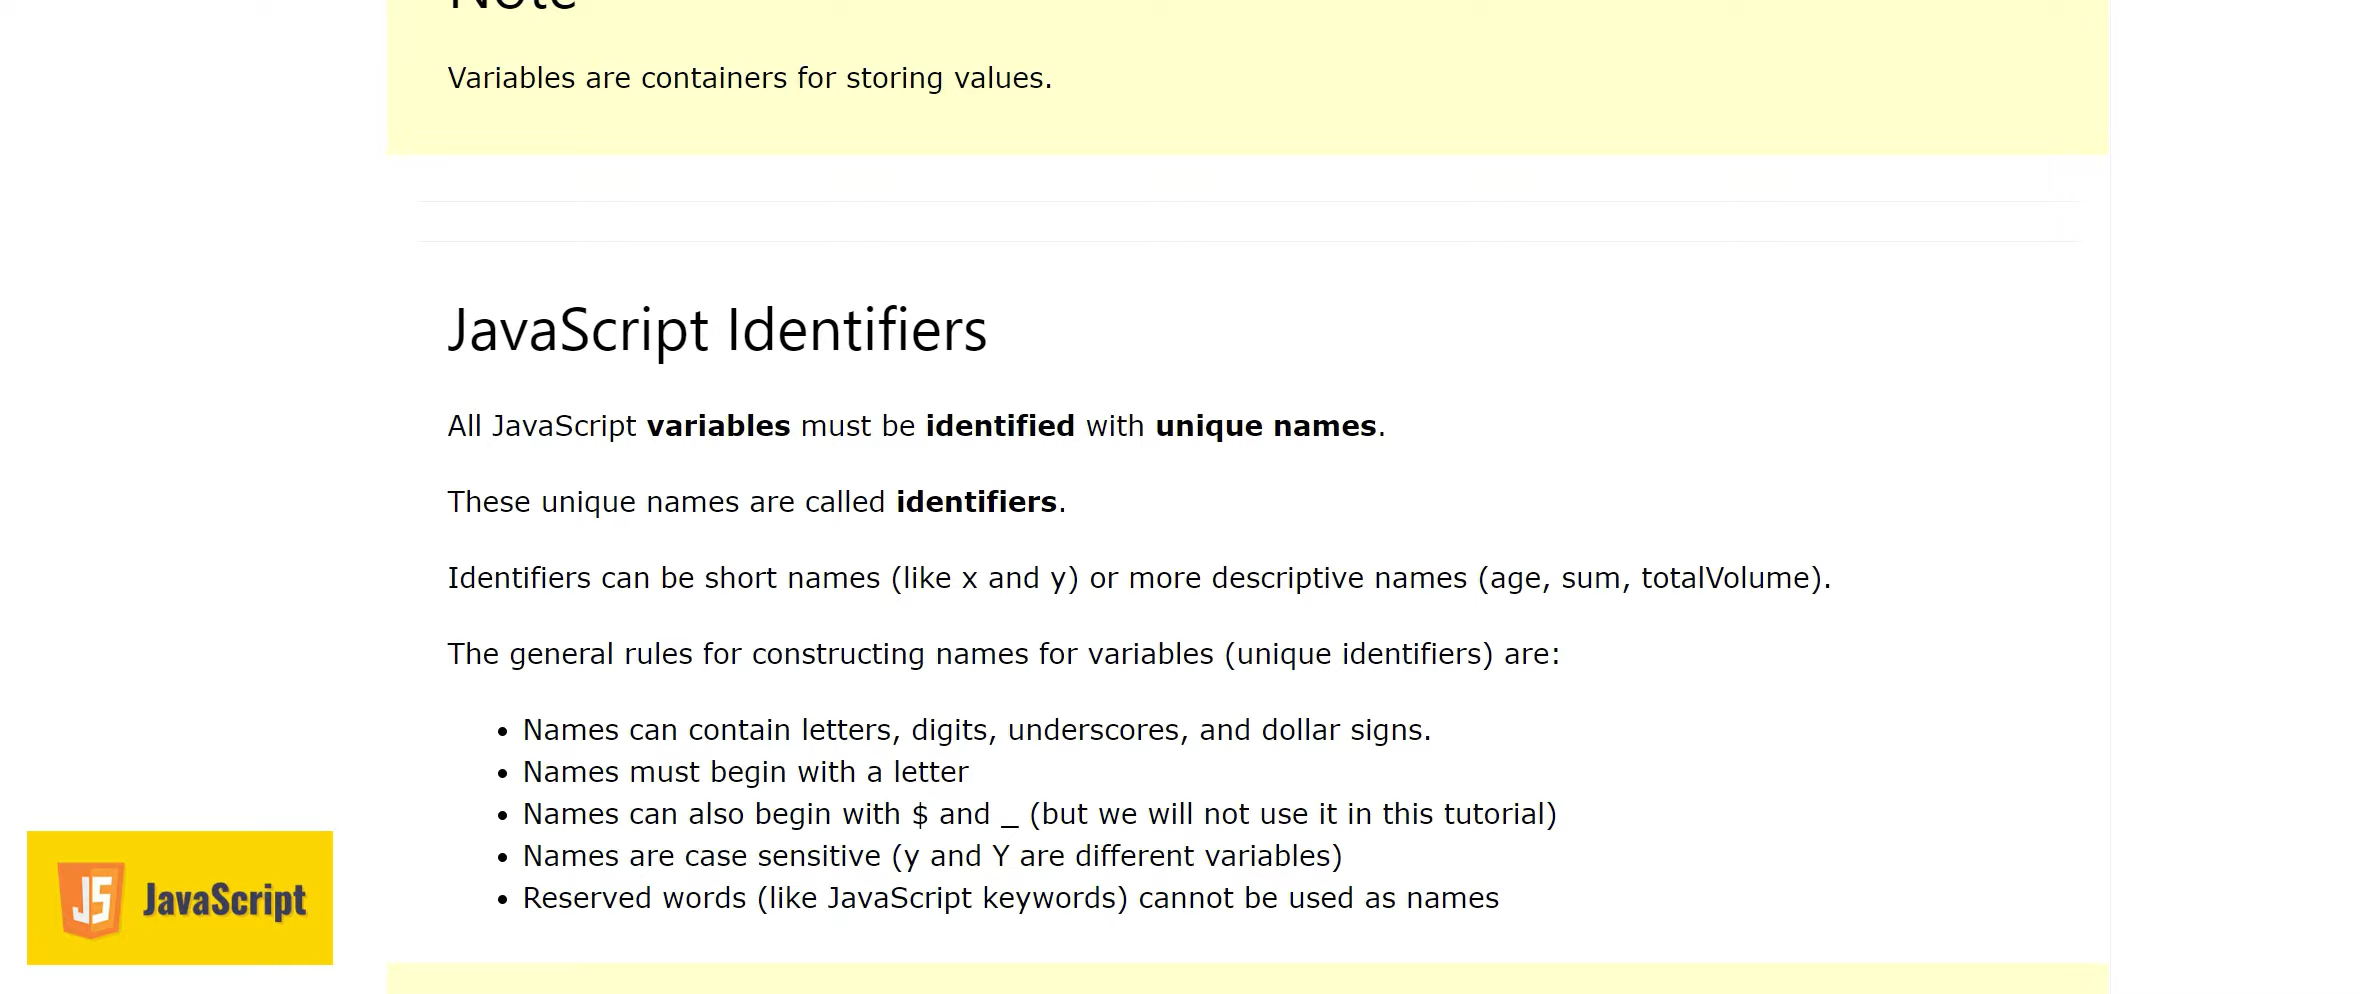 Note
Variables are containers for storing values.
JavaScript Identifiers
All JavaScript variables must be identified with unique names.
These unique names are called identifiers.
Identifiers can be short names (like x and y) or more descriptive names (age, sum, totalVolume).
The general rules for constructing names for variables (unique identifiers) are:
• Names can contain letters, digits, underscores, and dollar signs.
• Names must begin with a letter
• Names can also begin with $ and _ (but we will not use it in this tutorial)
• Names are case sensitive (y and Y are different variables)
• Reserved words (like JavaScript keywords) cannot be used as names
JS JavaScript